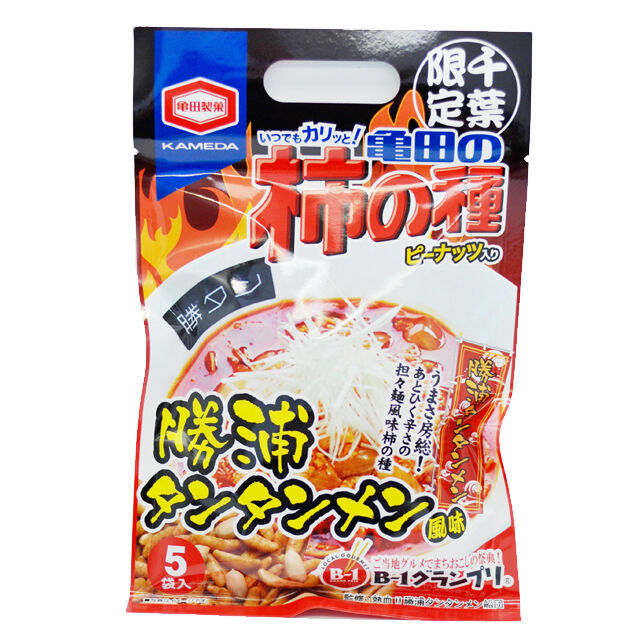 千葉
限定
亀田製菓
KAMEDA
いつでもカリッと!
亀田の
柿の種
ピーナッツ入り
勝
うまさ房総!
あとひく辛さの
担々麺風味柿の種
勝浦タンタンメン
勝浦
タンタンメン
風味
5
袋入
LOCAL GOURMET
B-1
ご当地グルメでまちおこしの祭典!
B-1グランプリ®